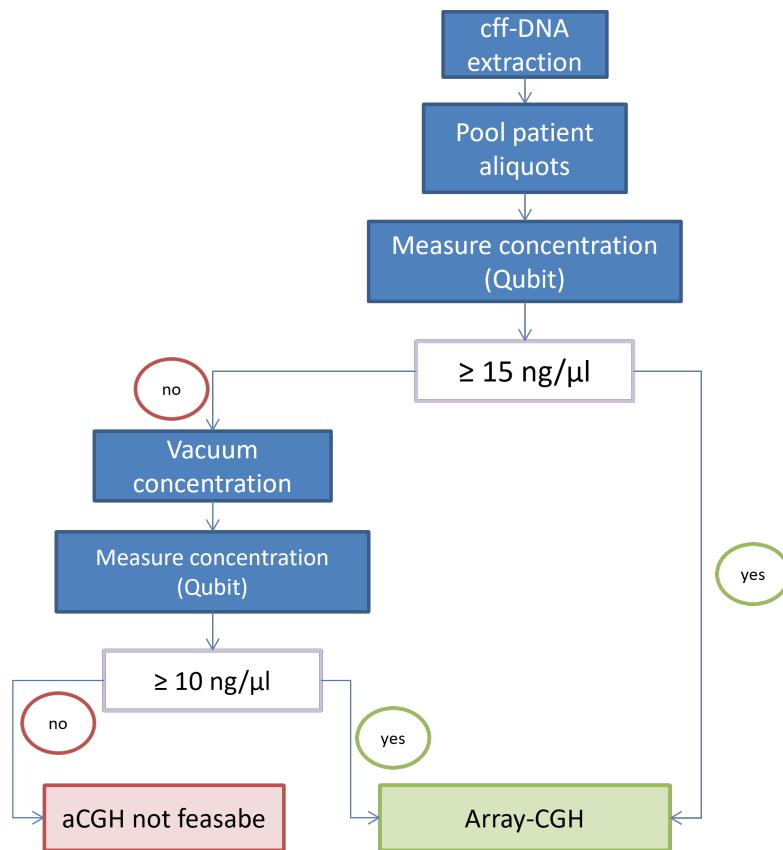 cff-DNA
extraction
Pool patient
aliquots
Measure concentration
(Qubit)
≥ 15 ng/µl
no
Vacuum
concentration
Measure concentration
(Qubit)
yes
≥ 10 ng/µl
no
yes
aCGH not feasabe
Array-CGH